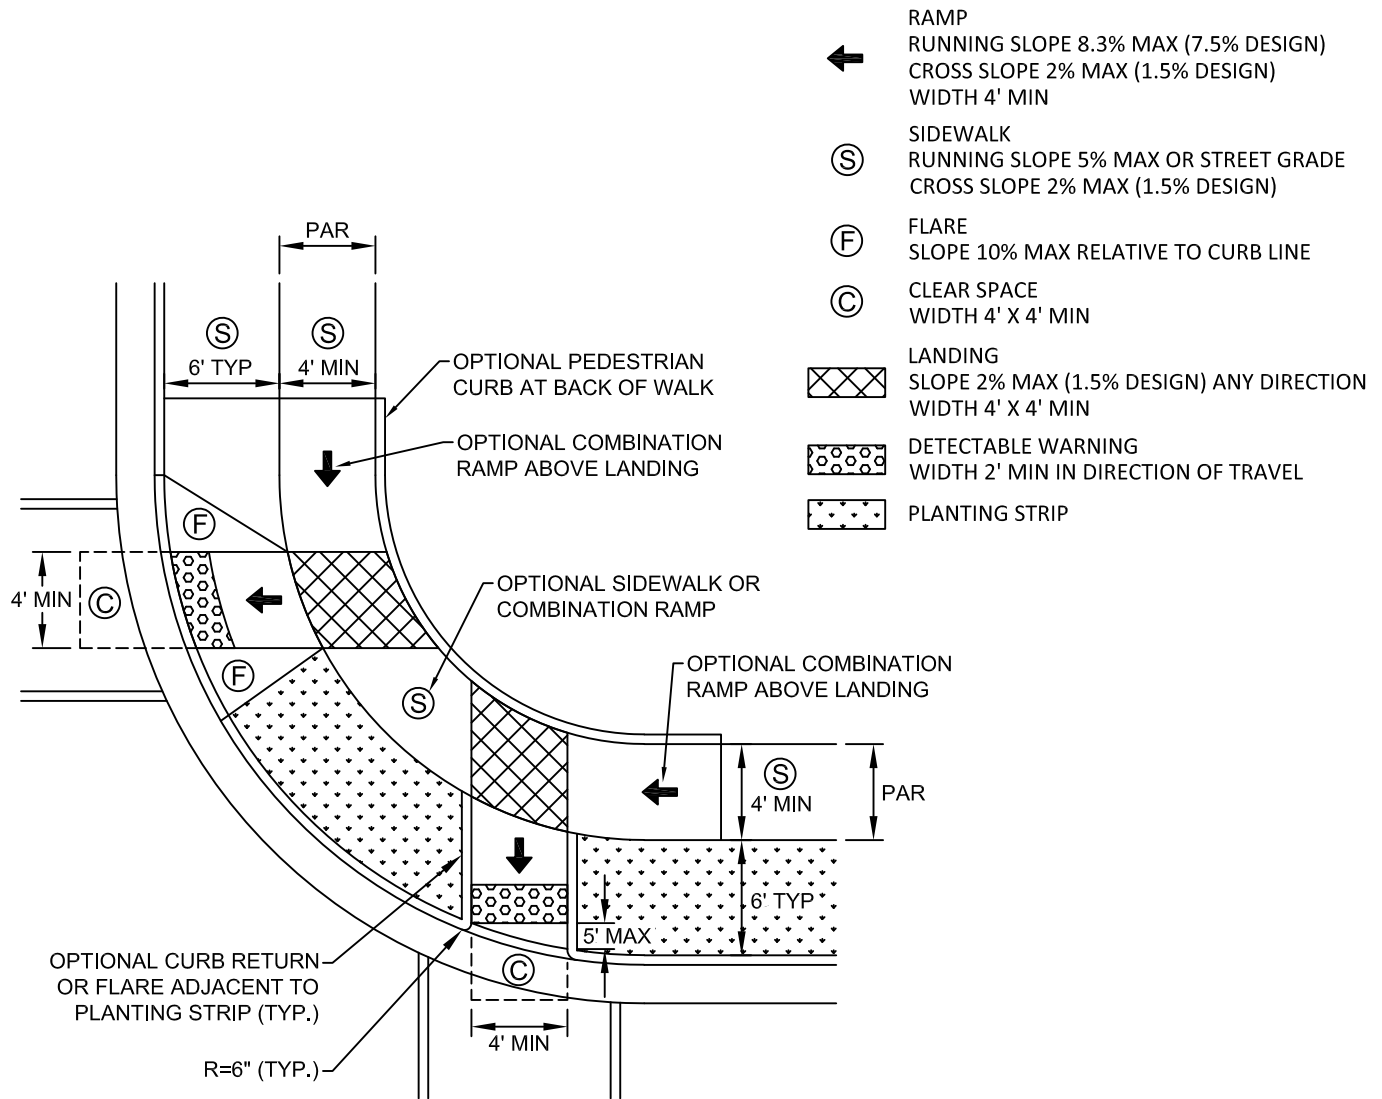 RAMP
RUNNING SLOPE 8.3% MAX (7.5% DESIGN)
CROSS SLOPE 2% MAX (1.5% DESIGN)
WIDTH 4' MIN
S
SIDEWALK
RUNNING SLOPE 5% MAX OR STREET GRADE
CROSS SLOPE 2% MAX (1.5% DESIGN)
F
FLARE
SLOPE 10% MAX RELATIVE TO CURB LINE
C
CLEAR SPACE
WIDTH 4' X 4' MIN
LANDING
SLOPE 2% MAX (1.5% DESIGN) ANY DIRECTION
WIDTH 4' X 4' MIN
DETECTABLE WARNING
WIDTH 2' MIN IN DIRECTION OF TRAVEL
PLANTING STRIP
PAR
S
S
6' TYP
4' MIN
OPTIONAL PEDESTRIAN
CURB AT BACK OF WALK
OPTIONAL COMBINATION
RAMP ABOVE LANDING
F
4' MIN
C
OPTIONAL SIDEWALK OR
COMBINATION RAMP
F
S
OPTIONAL COMBINATION
RAMP ABOVE LANDING
S
4' MIN
PAR
6' TYP
5' MAX
OPTIONAL CURB RETURN
OR FLARE ADJACENT TO
PLANTING STRIP (TYP.)
C
4' MIN
R=6" (TYP.)